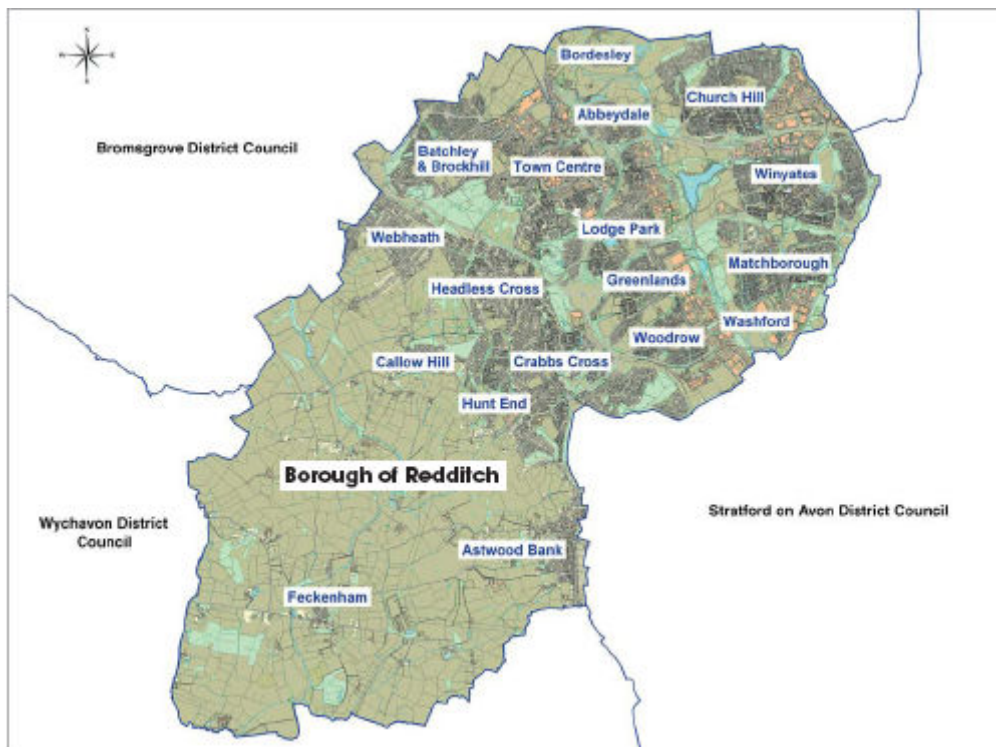 Bordesley
Church Hill
Abbeydale
Bromsgrove District Council
Batchley
& Brockhill
Town Centre
Winyates
Webheath
Lodge Park
Matchborough
Greenlands
Headless Cross
Washford
Woodrow
Callow Hill
Crabbs Cross
Hunt End
Borough of Redditch
Wychavon District
Council
Stratford on Avon District Council
Astwood Bank
Feckenham